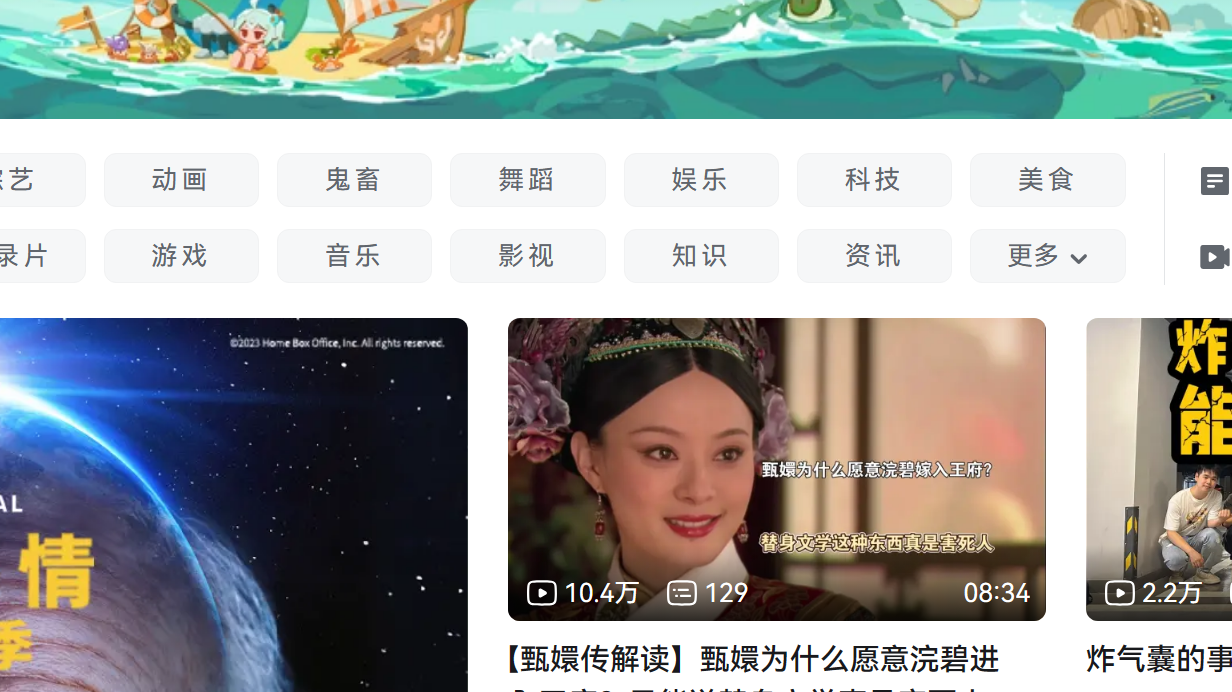 艺
动画
鬼畜
舞蹈
娱乐
科技
美食
录片
游戏
音乐
影视
知识
资讯
更多
©2023 Home Box Office, Inc. All rights reserved.
AL
情
季
甄嬛为什么愿意浣碧嫁入王府?
替身文学这种东西真是害死人
10.4万
129
08:34
【甄嬛传解读】甄嬛为什么愿意浣碧进
炸
能
2.2万
炸气囊的事